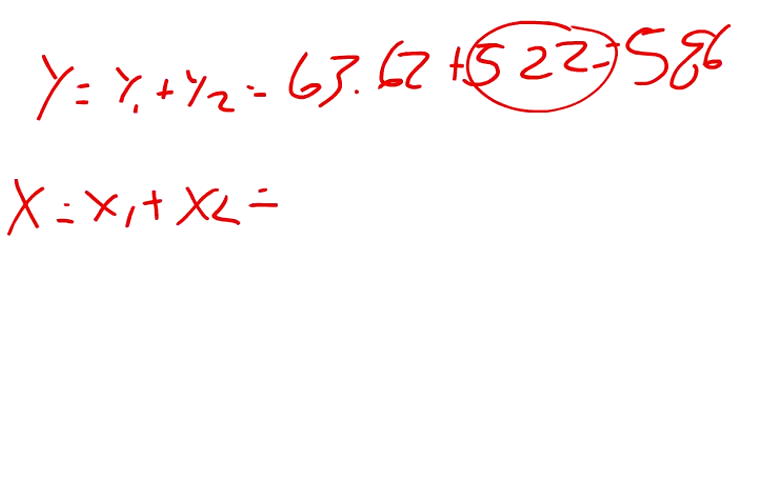 Y = Y₁ + Y₂ = 63.62 + 522 = 586
X = X₁ + X₂ =